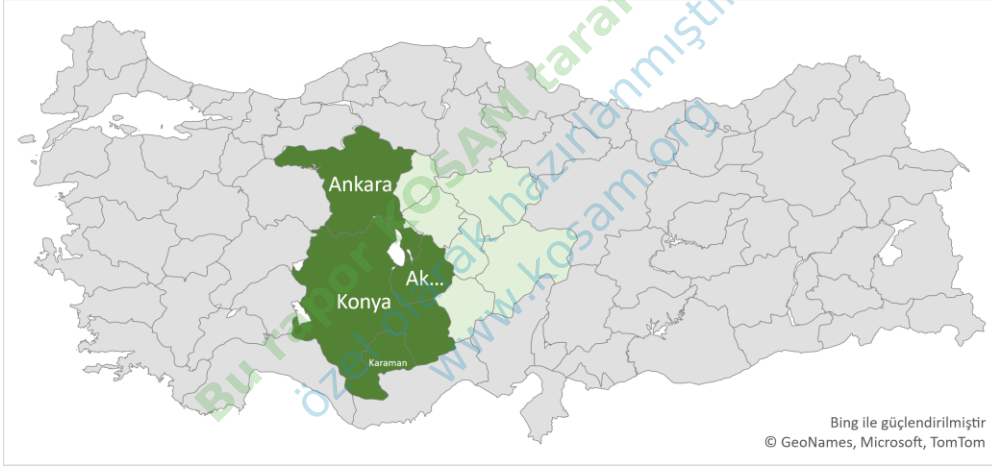 Ankara
Ak...
Konya
Karaman
Bu rapor KOSAM taraf
özel olarak hazırlanmıştır
www.kosam.org
Bing ile güçlendirilmiştir
© GeoNames, Microsoft, TomTom